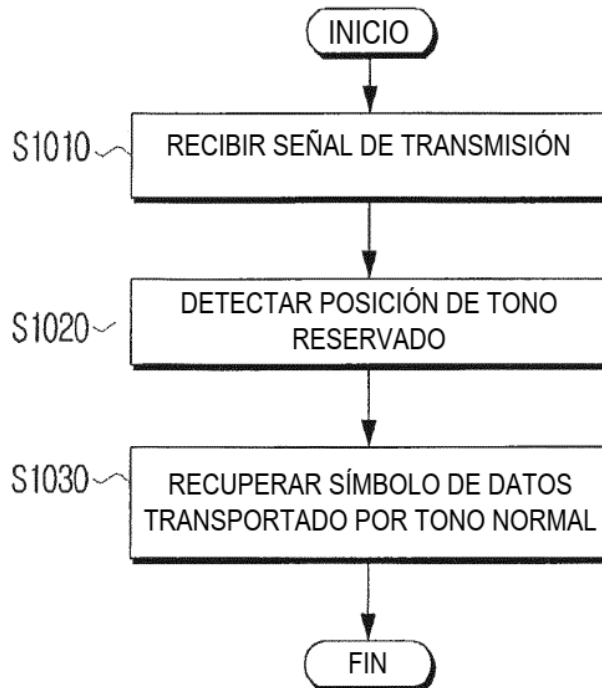 INICIO
S1010
RECIBIR SEÑAL DE TRANSMISIÓN
S1020
DETECTAR POSICIÓN DE TONO
RESERVADO
S1030
RECUPERAR SÍMBOLO DE DATOS
TRANSPORTADO POR TONO NORMAL
FIN